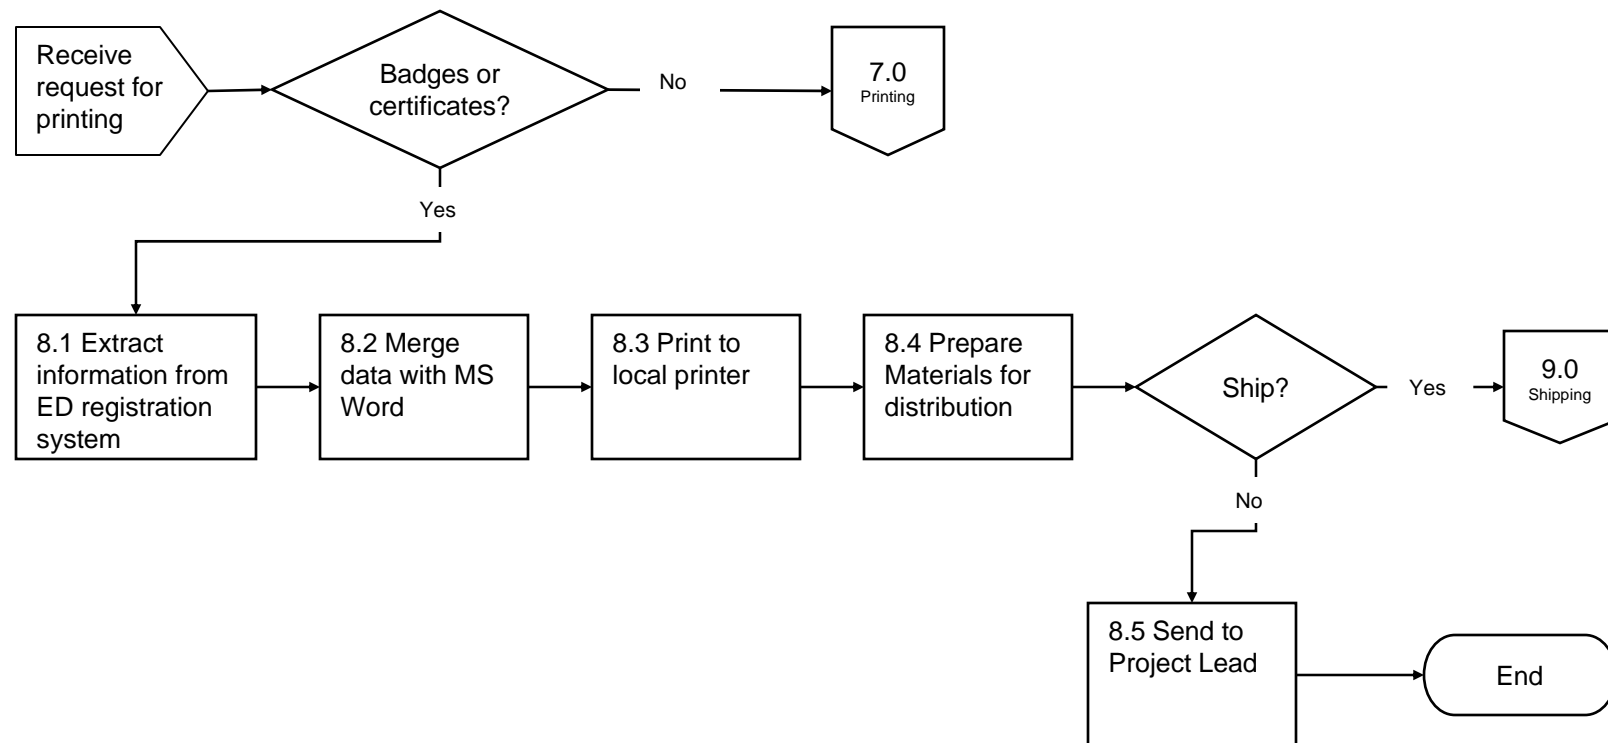 Receive
request for
printing
Badges or
certificates?
No
7.0
Printing
Yes
8.1 Extract
information from
ED registration
system
8.2 Merge
data with MS
Word
8.3 Print to
local printer
8.4 Prepare
Materials for
distribution
Ship?
Yes
9.0
Shipping
No
8.5 Send to
Project Lead
End